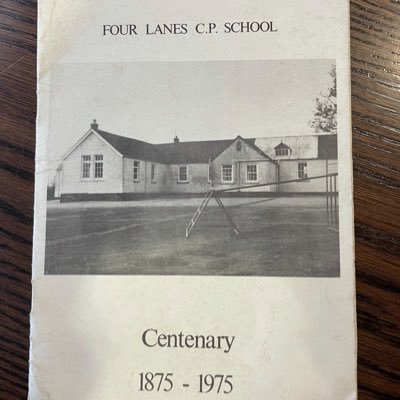 FOUR LANES C.P. SCHOOL
Centenary
1875 - 1975